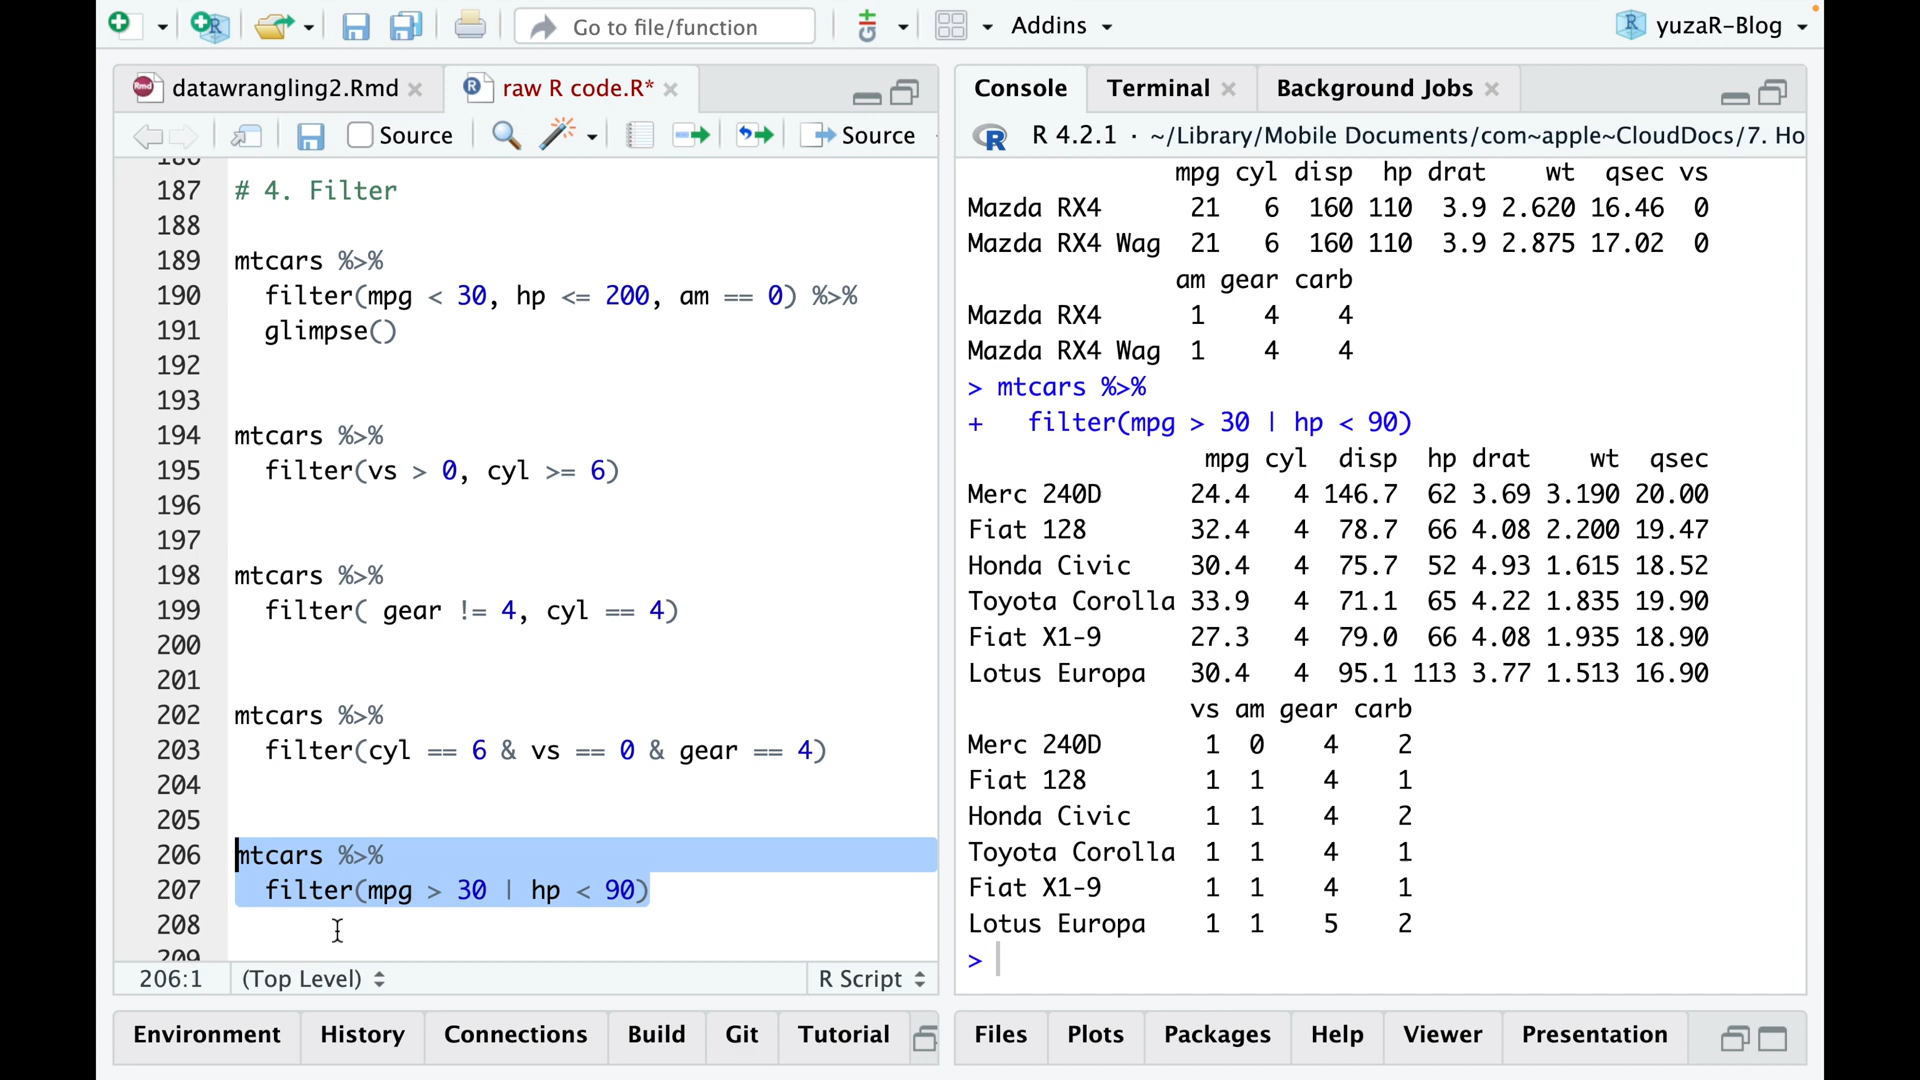 Go to file/function
Git
Addins
yuzaR-Blog
datawrangling2.Rmd
raw R code.R*
Source
Source
186
187 # 4. Filter
188
189 mtcars %>%
190 filter(mpg < 30, hp <= 200, am == 0) %>%
191 glimpse()
192
193
194 mtcars %>%
195 filter(vs > 0, cyl >= 6)
196
197
198 mtcars %>%
199 filter( gear != 4, cyl == 4)
200
201
202 mtcars %>%
203 filter(cyl == 6 & vs == 0 & gear == 4)
204
205
206 mtcars %>%
207 filter(mpg > 30 | hp < 90)
208
209
206:1 (Top Level) R Script
Environment History Connections Build Git Tutorial
Console Terminal Background Jobs
R 4.2.1 · ~/Library/Mobile Documents/com~apple~CloudDocs/7. Ho
mpg cyl disp hp drat wt qsec vs
Mazda RX4 21 6 160 110 3.9 2.620 16.46 0
Mazda RX4 Wag 21 6 160 110 3.9 2.875 17.02 0
am gear carb
Mazda RX4 1 4 4
Mazda RX4 Wag 1 4 4
> mtcars %>%
+ filter(mpg > 30 | hp < 90)
mpg cyl disp hp drat wt qsec
Merc 240D 24.4 4 146.7 62 3.69 3.190 20.00
Fiat 128 32.4 4 78.7 66 4.08 2.200 19.47
Honda Civic 30.4 4 75.7 52 4.93 1.615 18.52
Toyota Corolla 33.9 4 71.1 65 4.22 1.835 19.90
Fiat X1-9 27.3 4 79.0 66 4.08 1.935 18.90
Lotus Europa 30.4 4 95.1 113 3.77 1.513 16.90
vs am gear carb
Merc 240D 1 0 4 2
Fiat 128 1 1 4 1
Honda Civic 1 1 4 2
Toyota Corolla 1 1 4 1
Fiat X1-9 1 1 4 1
Lotus Europa 1 1 5 2
>
Files Plots Packages Help Viewer Presentation